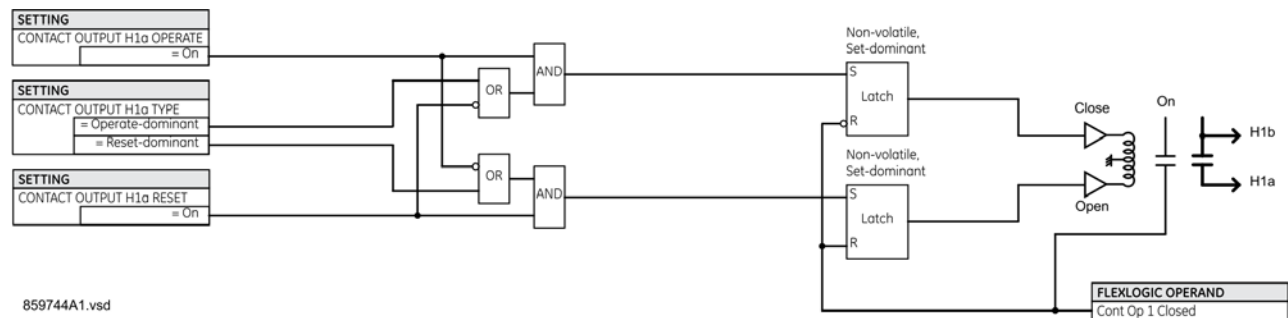 SETTING
CONTACT OUTPUT H1a OPERATE
= On
SETTING
CONTACT OUTPUT H1a TYPE
= Operate-dominant
= Reset-dominant
SETTING
CONTACT OUTPUT H1a RESET
= On
OR
AND
OR
AND
Non-volatile,
Set-dominant
S
Latch
R
Non-volatile,
Set-dominant
S
Latch
R
Close
Open
On
H1b
H1a
FLEXLOGIC OPERAND
Cont Op 1 Closed
859744A1.vsd